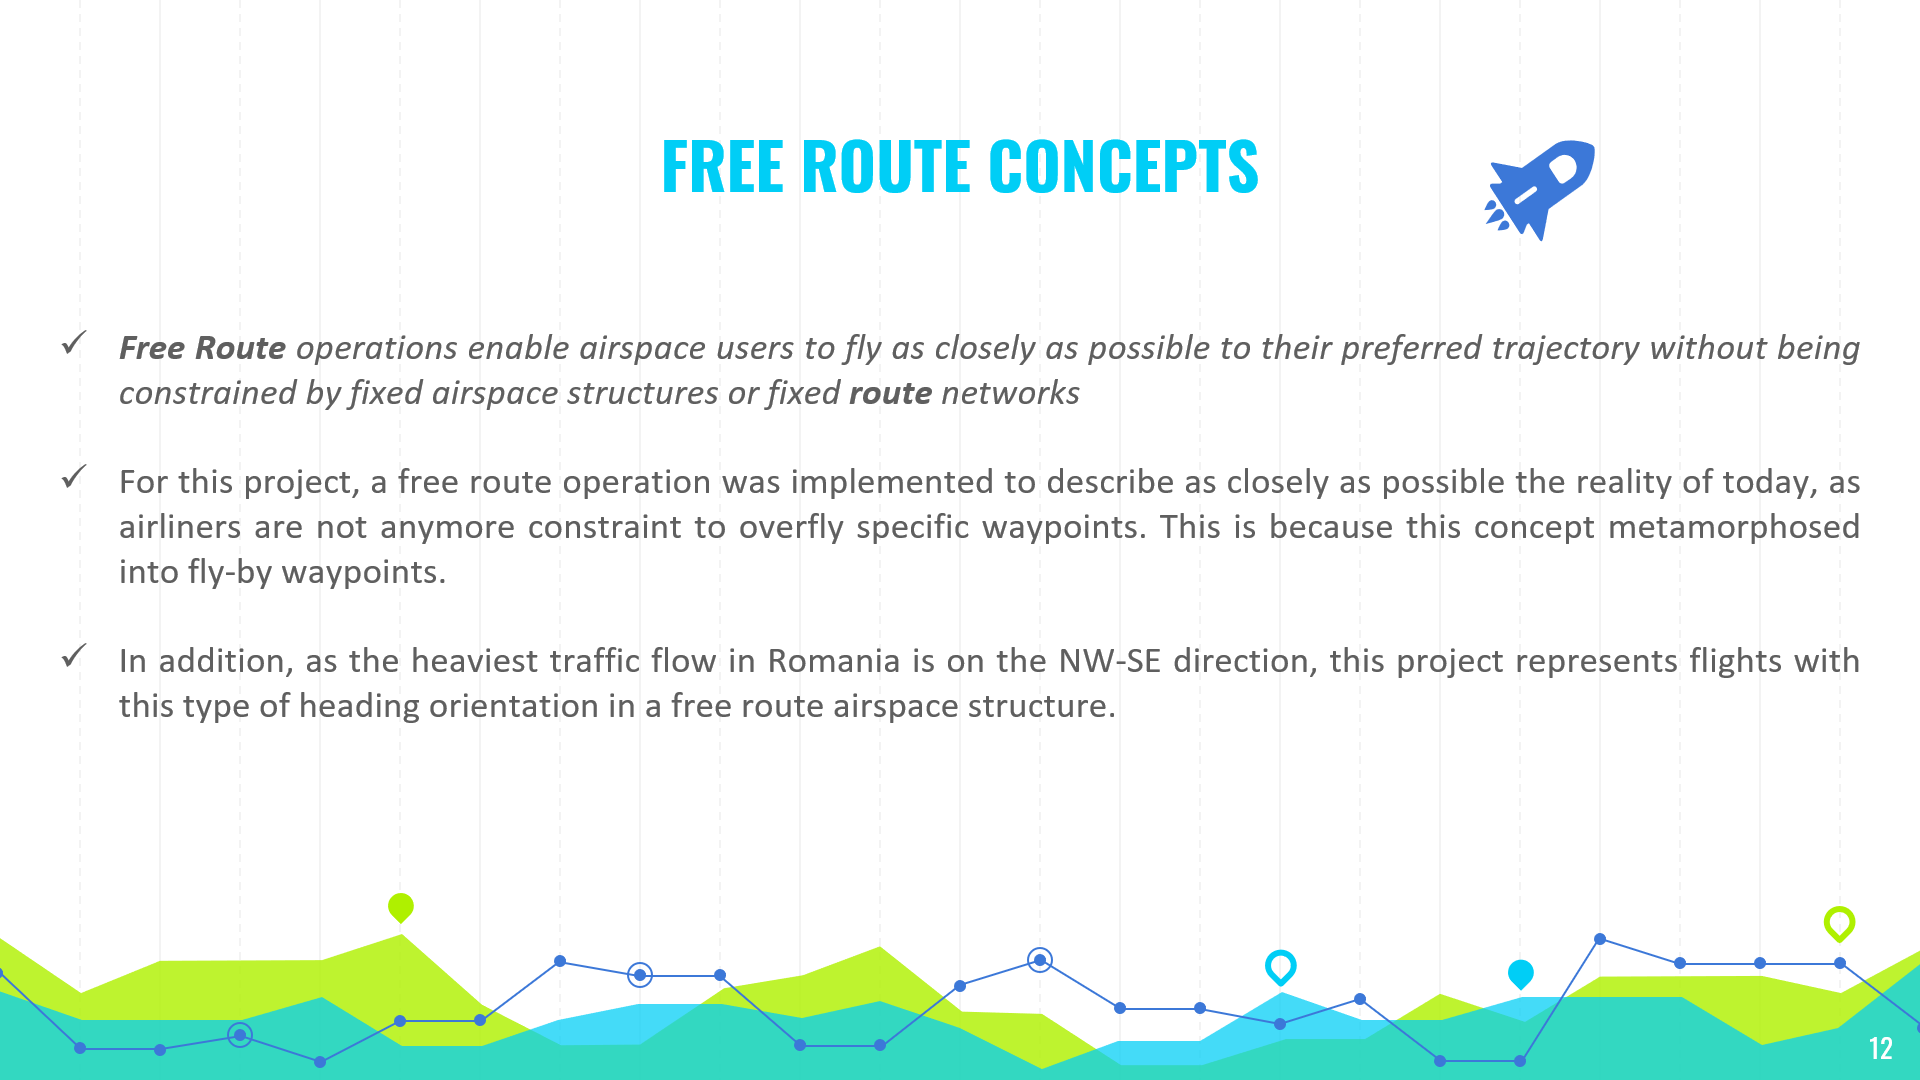 FREE ROUTE CONCEPTS
✓ Free Route operations enable airspace users to fly as closely as possible to their preferred trajectory without being
constrained by fixed airspace structures or fixed route networks
✓ For this project, a free route operation was implemented to describe as closely as possible the reality of today, as
airliners are not anymore constraint to overfly specific waypoints. This is because this concept metamorphosed
into fly-by waypoints.
✓ In addition, as the heaviest traffic flow in Romania is on the NW-SE direction, this project represents flights with
this type of heading orientation in a free route airspace structure.
12